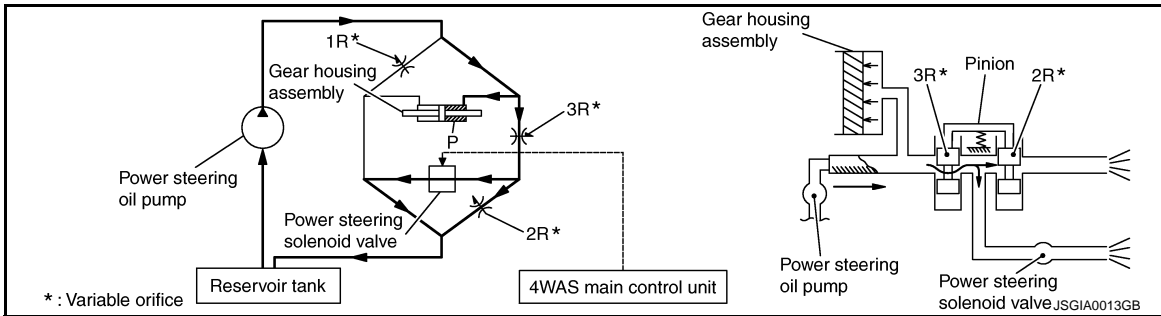 1R*
Gear housing
assembly
3R*
P
Power steering
oil pump
Power steering
solenoid valve
2R*
Reservoir tank
4WAS main control unit
* : Variable orifice
Gear housing
assembly
Pinion
3R*
2R*
Power steering
oil pump
Power steering
solenoid valve
JSGIA0013GB